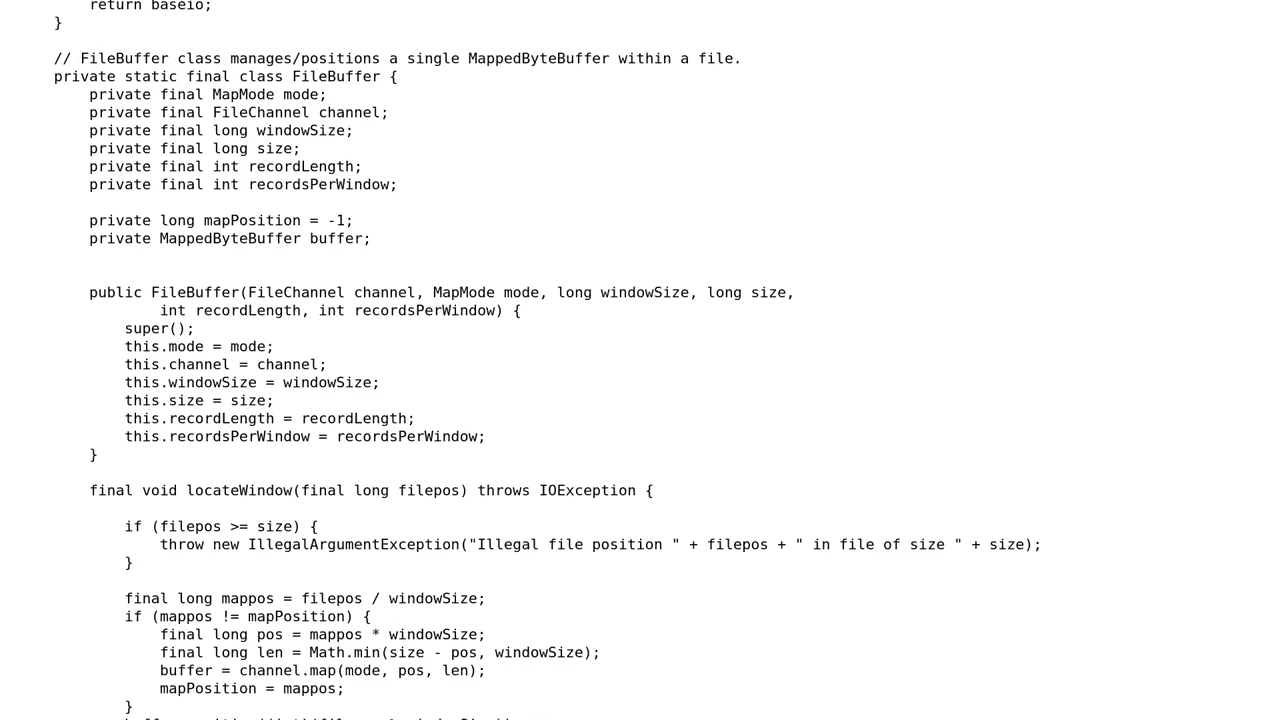 return baseio;
}
// FileBuffer class manages/positions a single MappedByteBuffer within a file.
private static final class FileBuffer {
private final MapMode mode;
private final FileChannel channel;
private final long windowSize;
private final long size;
private final int recordLength;
private final int recordsPerWindow;
private long mapPosition = -1;
private MappedByteBuffer buffer;
public FileBuffer(FileChannel channel, MapMode mode, long windowSize, long size,
int recordLength, int recordsPerWindow) {
super();
this.mode = mode;
this.channel = channel;
this.windowSize = windowSize;
this.size = size;
this.recordLength = recordLength;
this.recordsPerWindow = recordsPerWindow;
}
final void locateWindow(final long filepos) throws IOException {
if (filepos >= size) {
throw new IllegalArgumentException("Illegal file position " + filepos + " in file of size " + size);
}
final long mappos = filepos / windowSize;
if (mappos != mapPosition) {
final long pos = mappos * windowSize;
final long len = Math.min(size - pos, windowSize);
buffer = channel.map(mode, pos, len);
mapPosition = mappos;
}